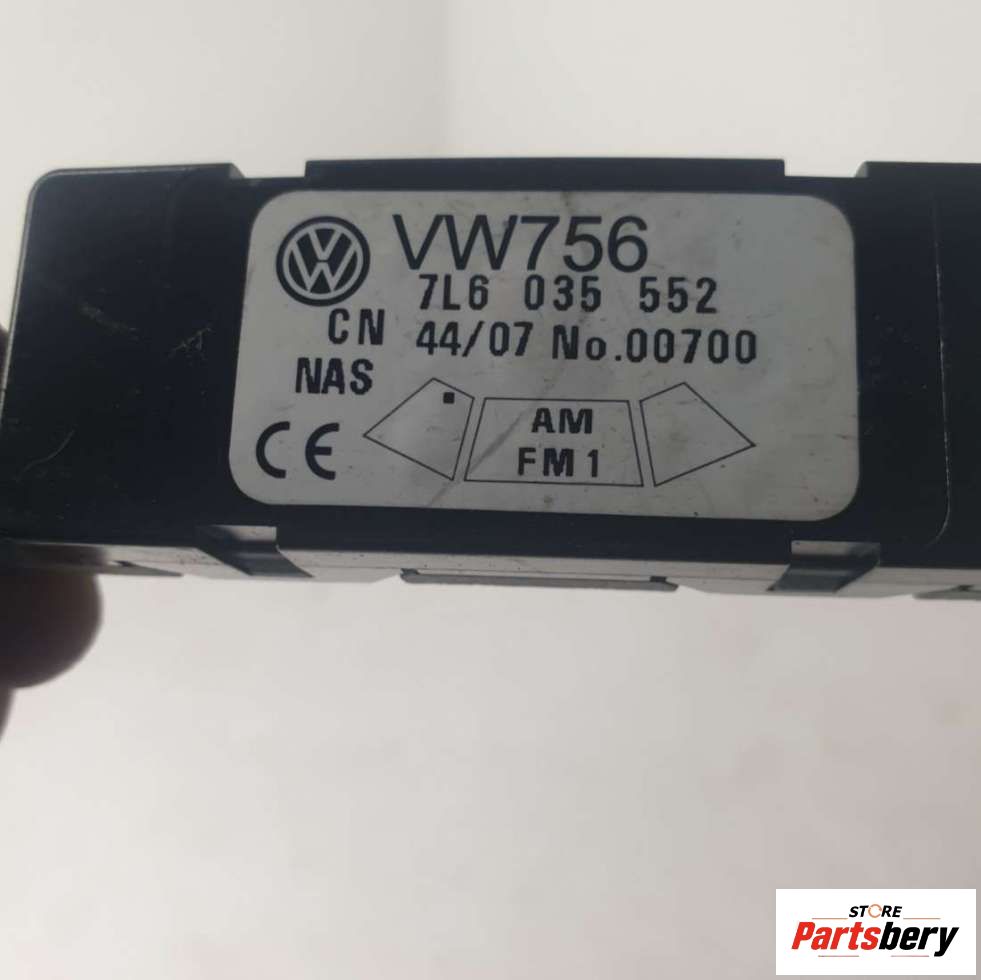 VW756
7L6 035 552
CN 44/07 No.00700
NAS
CE
AM
FM1
STORE
Partsbery